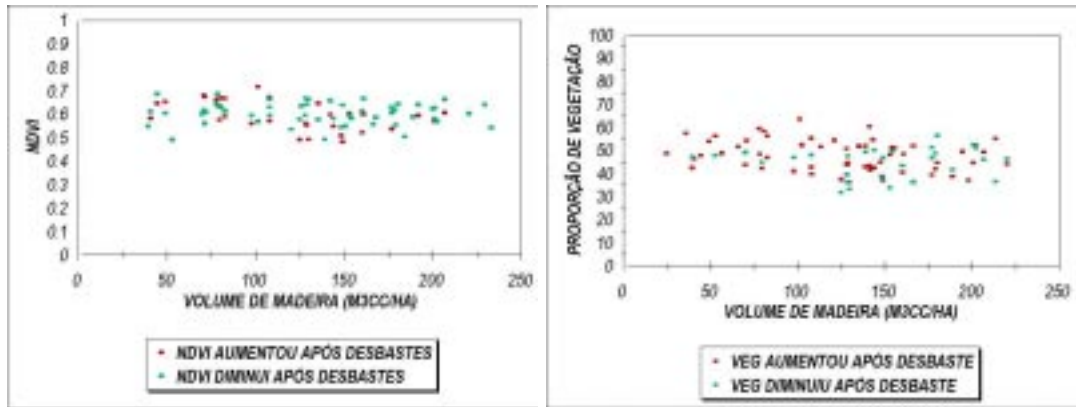 1
0.9
0.8
0.7
0.6
0.5
0.4
0.3
0.2
0.1
0
NDVI
0 50 100 150 200 250
VOLUME DE MADEIRA (M3CC/HA)
NDVI AUMENTOU APÓS DESBASTES
NDVI DIMINUI APÓS DESBASTES
100
90
80
70
60
50
40
30
20
10
0
PROPORÇÃO DE VEGETAÇÃO
0 50 100 150 200 250
VOLUME DE MADEIRA (M3CC/HA)
VEG AUMENTOU APÓS DESBASTE
VEG DIMINUIU APÓS DESBASTE